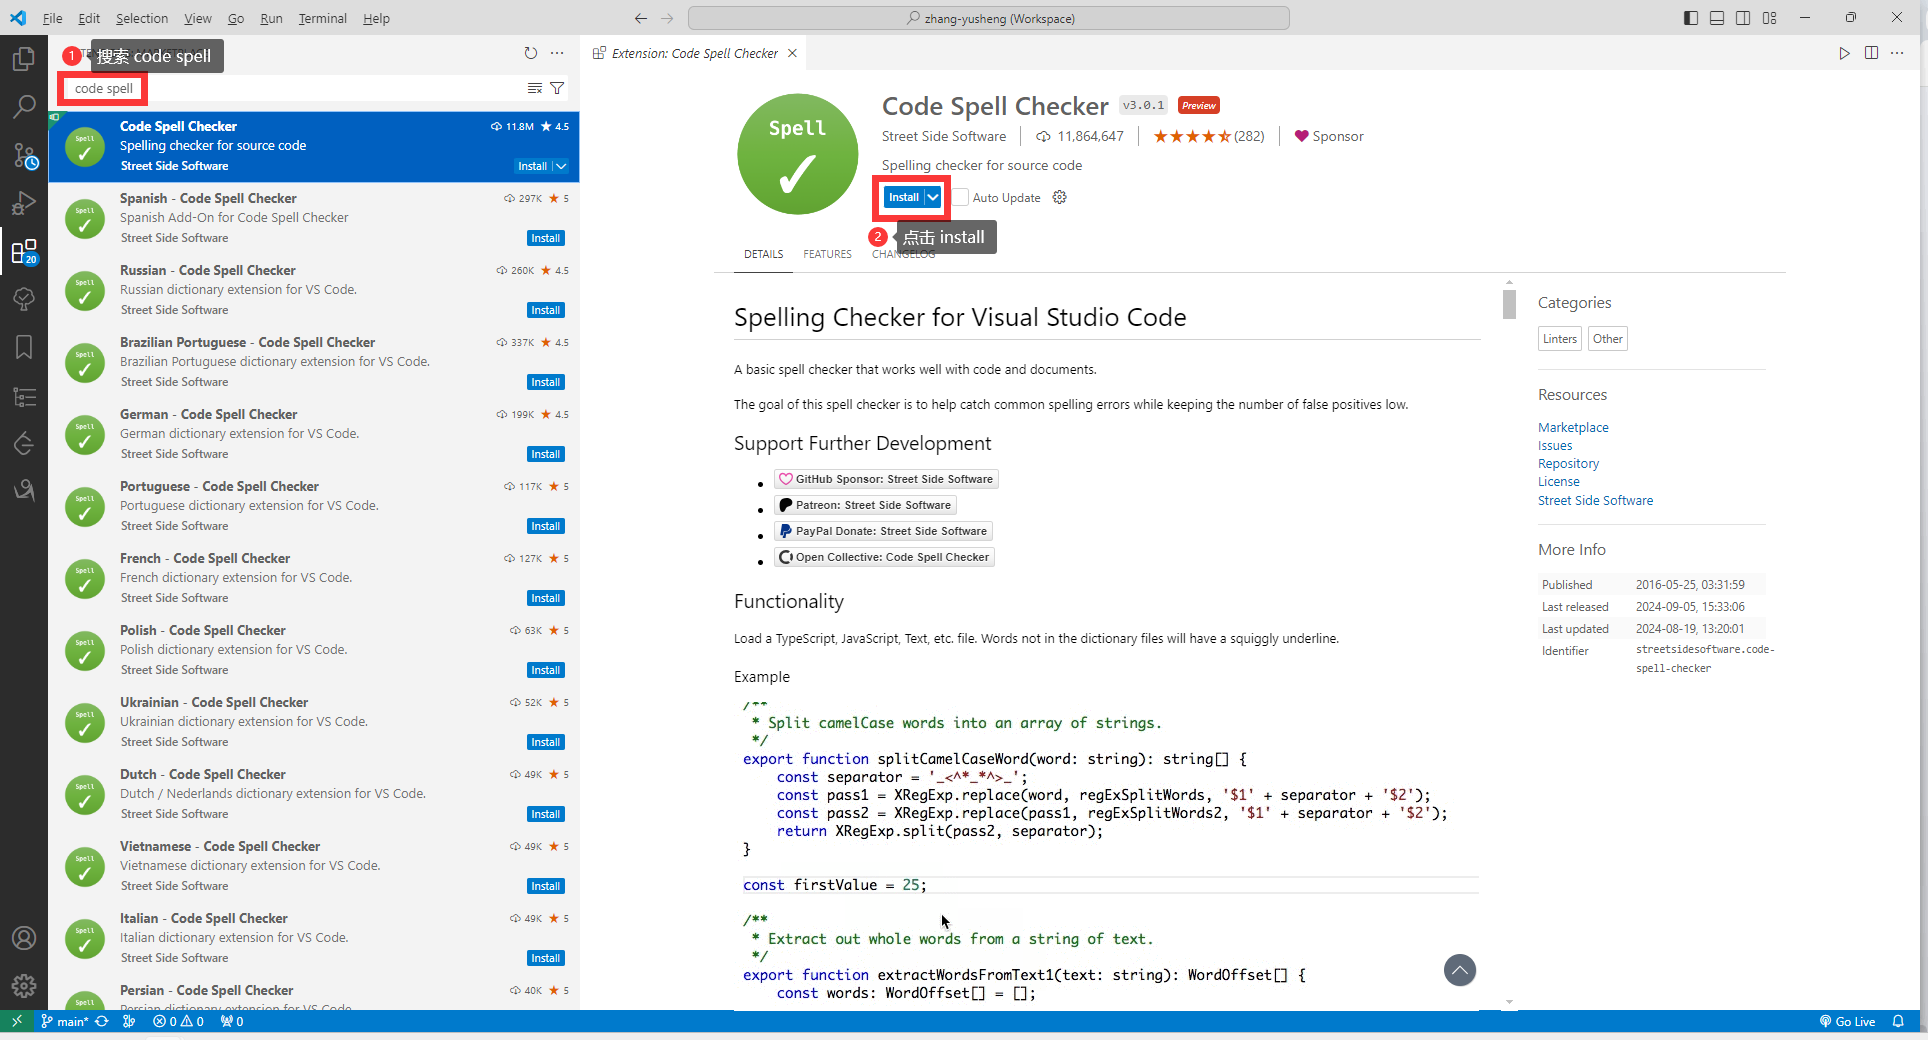 File Edit Selection View Go Run Terminal Help
zhang-yusheng (Workspace)
1 搜索 code spell
code spell
Code Spell Checker 11.8M 4.5
Spelling checker for source code
Street Side Software Install
Spanish - Code Spell Checker 297K 5
Spanish Add-On for Code Spell Checker
Street Side Software Install
Russian - Code Spell Checker 260K 4.5
Russian dictionary extension for VS Code.
Street Side Software Install
Brazilian Portuguese - Code Spell Checker 337K 4.5
Brazilian Portuguese dictionary extension for VS Code.
Street Side Software Install
German - Code Spell Checker 199K 4.5
German dictionary extension for VS Code.
Street Side Software Install
Portuguese - Code Spell Checker 117K 5
Portuguese dictionary extension for VS Code.
Street Side Software Install
French - Code Spell Checker 127K 5
French dictionary extension for VS Code.
Street Side Software Install
Polish - Code Spell Checker 63K 5
Polish dictionary extension for VS Code.
Street Side Software Install
Ukrainian - Code Spell Checker 52K 5
Ukrainian dictionary extension for VS Code.
Street Side Software Install
Dutch - Code Spell Checker 49K 5
Dutch / Nederlands dictionary extension for VS Code.
Street Side Software Install
Vietnamese - Code Spell Checker 49K 5
Vietnamese dictionary extension for VS Code.
Street Side Software Install
Italian - Code Spell Checker 49K 5
Italian dictionary extension for VS Code.
Street Side Software Install
Persian - Code Spell Checker 40K 5
Persian dictionary extension for VS Code.
Extension: Code Spell Checker
Spell
Code Spell Checker v3.0.1 Preview
Street Side Software 11,864,647 (282) Sponsor
Spelling checker for source code
Install Auto Update
2 点击 install
DETAILS FEATURES CHANGELOG
Spelling Checker for Visual Studio Code
A basic spell checker that works well with code and documents.
The goal of this spell checker is to help catch common spelling errors while keeping the number of false positives low.
Support Further Development
GitHub Sponsor: Street Side Software
Patreon: Street Side Software
PayPal Donate: Street Side Software
Open Collective: Code Spell Checker
Functionality
Load a TypeScript, JavaScript, Text, etc. file. Words not in the dictionary files will have a squiggly underline.
Example
/**
* Split camelCase words into an array of strings.
*/
export function splitCamelCaseWord(word: string): string[] {
const separator = '_<^*_*^>_';
const pass1 = XRegExp.replace(word, regExSplitWords, '$1' + separator + '$2');
const pass2 = XRegExp.replace(pass1, regExSplitWords2, '$1' + separator + '$2');
return XRegExp.split(pass2, separator);
}
const firstValue = 25;
/**
* Extract out whole words from a string of text.
*/
export function extractWordsFromText1(text: string): WordOffset[] {
const words: WordOffset[] = [];
Categories
Linters Other
Resources
Marketplace
Issues
Repository
License
Street Side Software
More Info
Published 2016-05-25, 03:31:59
Last released 2024-09-05, 15:33:06
Last updated 2024-08-19, 13:20:01
Identifier streetsidesoftware.code-
spell-checker
20
main* 0 0 0 Go Live